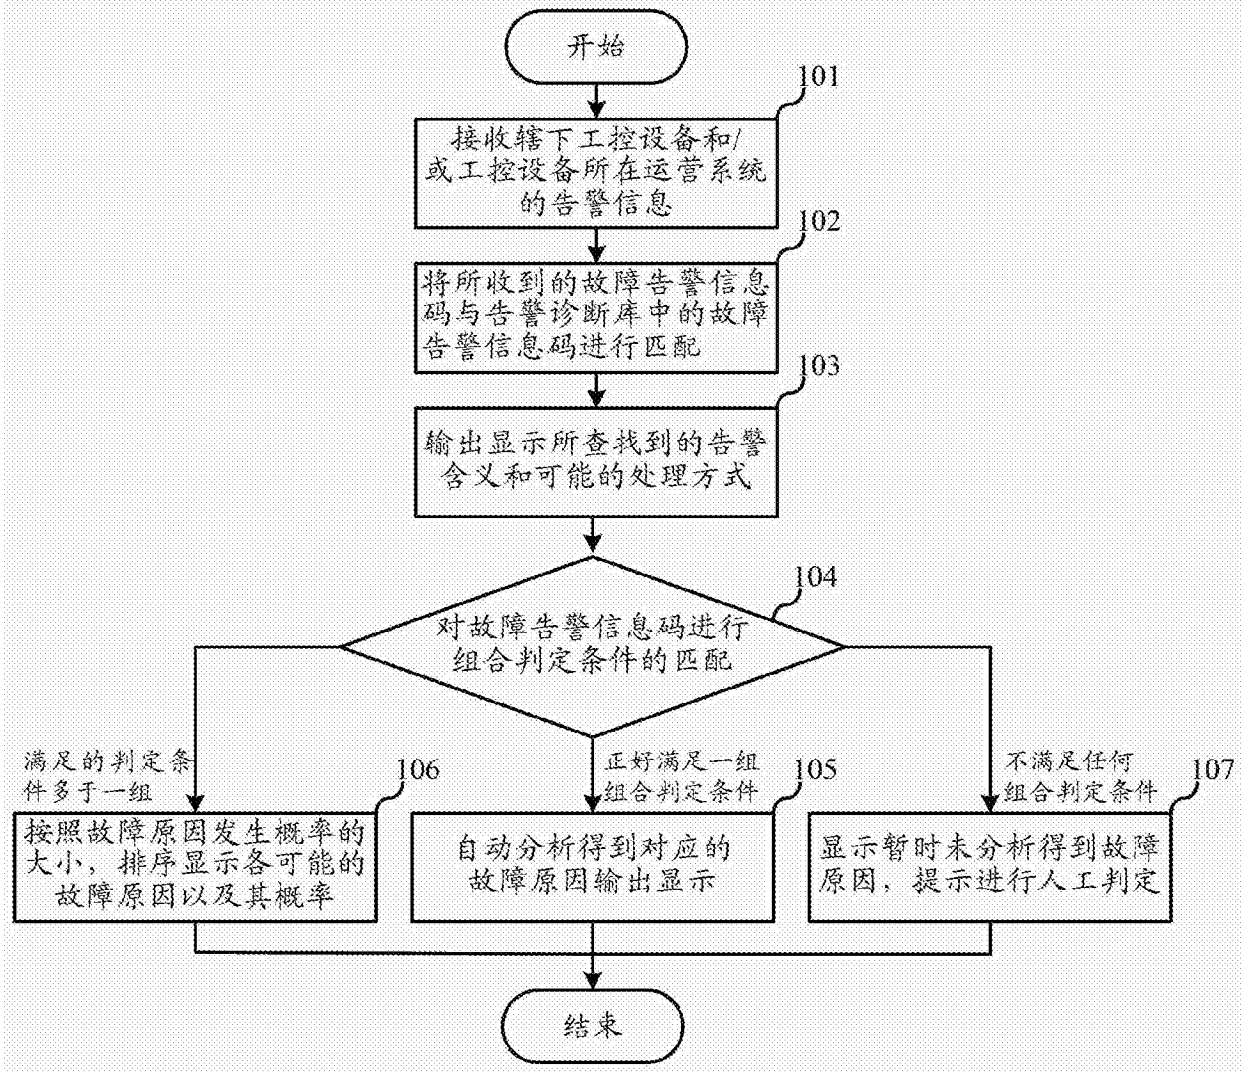 开始
101
接收辖下工控设备和/
或工控设备所在运营系统
的告警信息
102
将所收到的故障告警信息
码与告警诊断库中的故障
告警信息码进行匹配
103
输出显示所查找到的告警
含义和可能的处理方式
104
对故障告警信息码进行
组合判定条件的匹配
满足的判定条
件多于一组
106
按照故障原因发生概率的
大小，排序显示各可能的
故障原因以及其概率
正好满足一组
组合判定条件
105
自动分析得到对应的
故障原因输出显示
不满足任何
组合判定条件
107
显示暂时未分析得到故障
原因，提示进行人工判定
结束